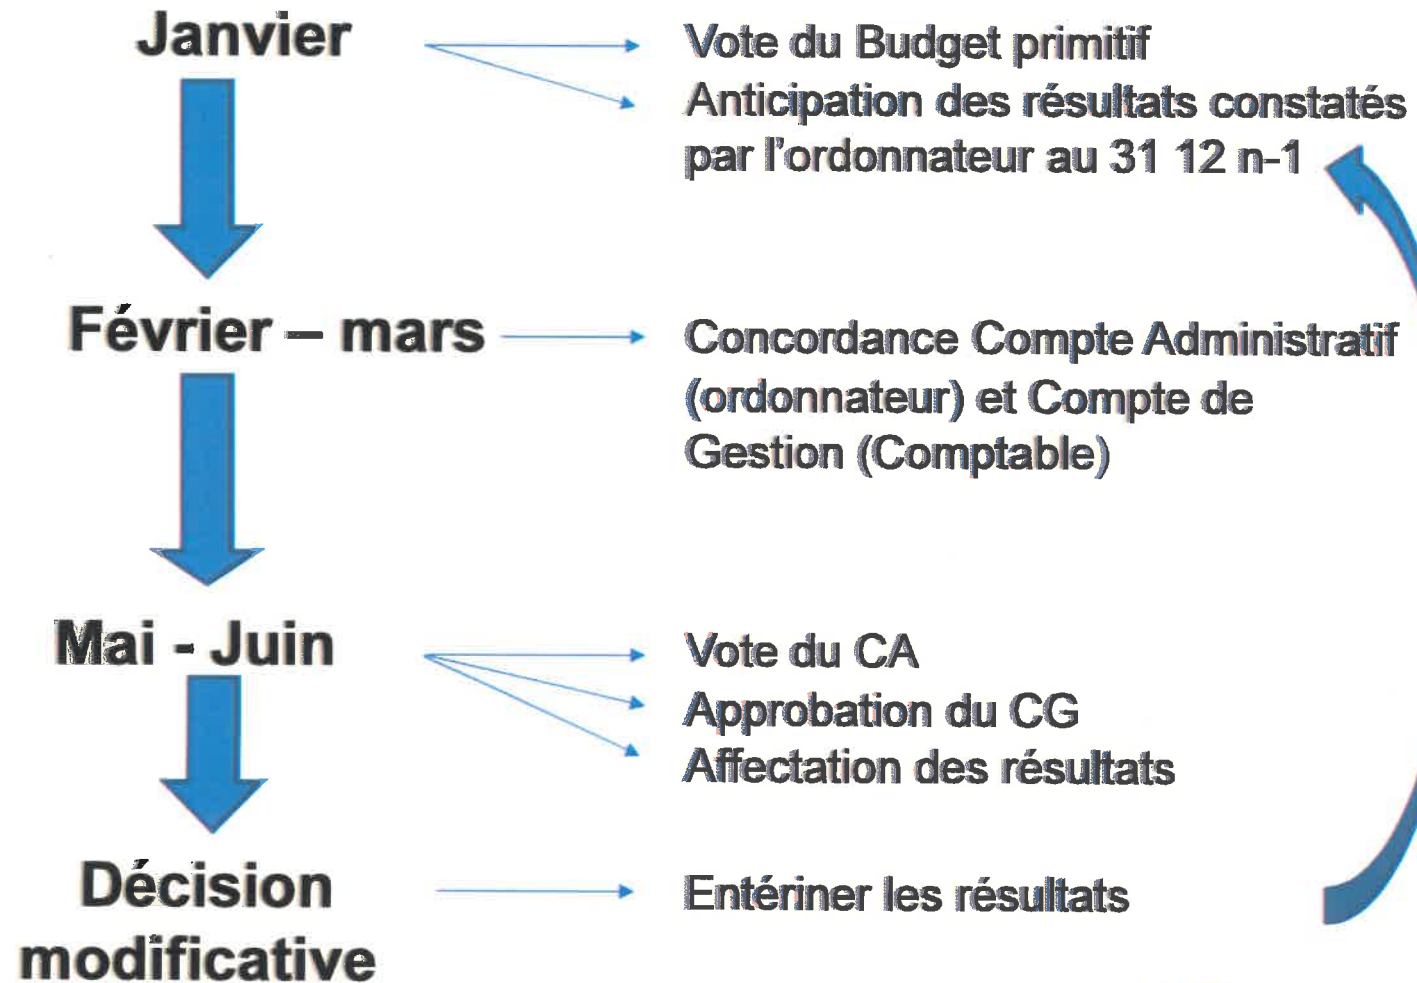 Janvier
Vote du Budget primitif
Anticipation des résultats constatés
par l'ordonnateur au 31 12 n-1
Février – mars
Concordance Compte Administratif
(ordonnateur) et Compte de
Gestion (Comptable)
Mai - Juin
Vote du CA
Approbation du CG
Affectation des résultats
Décision
modificative
Entériner les résultats